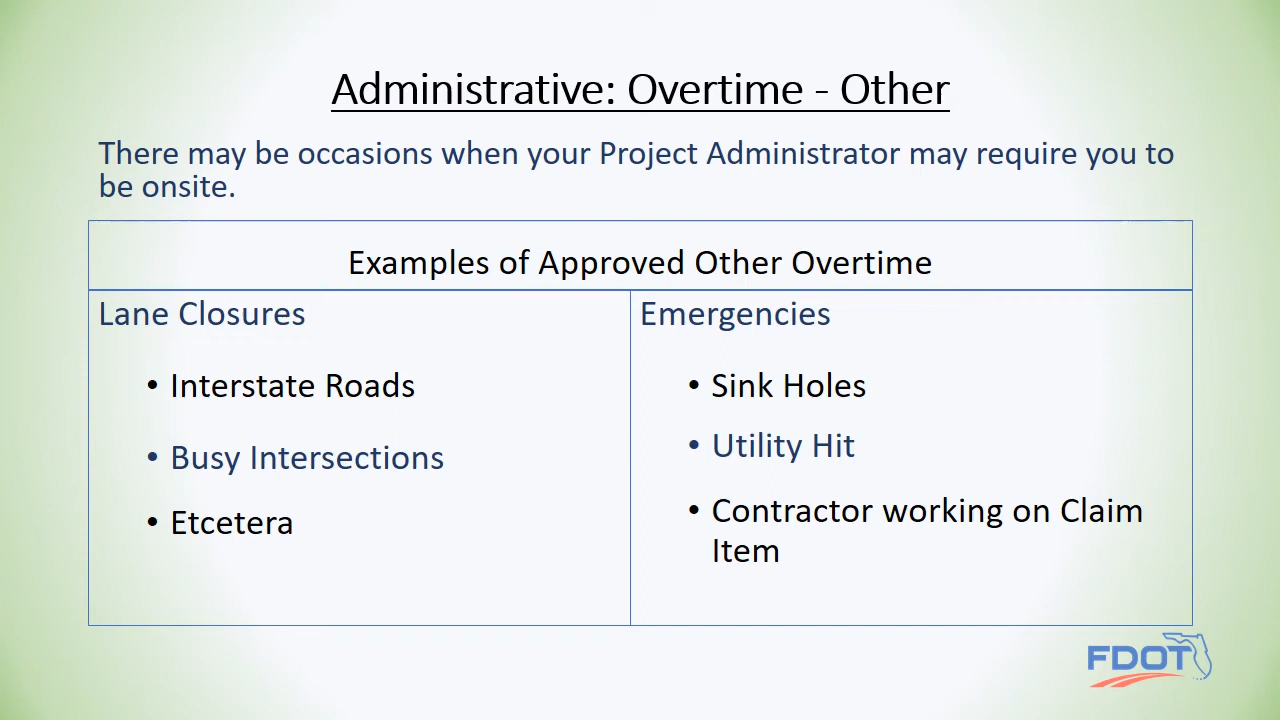 Administrative: Overtime - Other
There may be occasions when your Project Administrator may require you to
be onsite.
Examples of Approved Other Overtime
Lane Closures
• Interstate Roads
• Busy Intersections
• Etcetera
Emergencies
• Sink Holes
• Utility Hit
• Contractor working on Claim
Item
FDOT